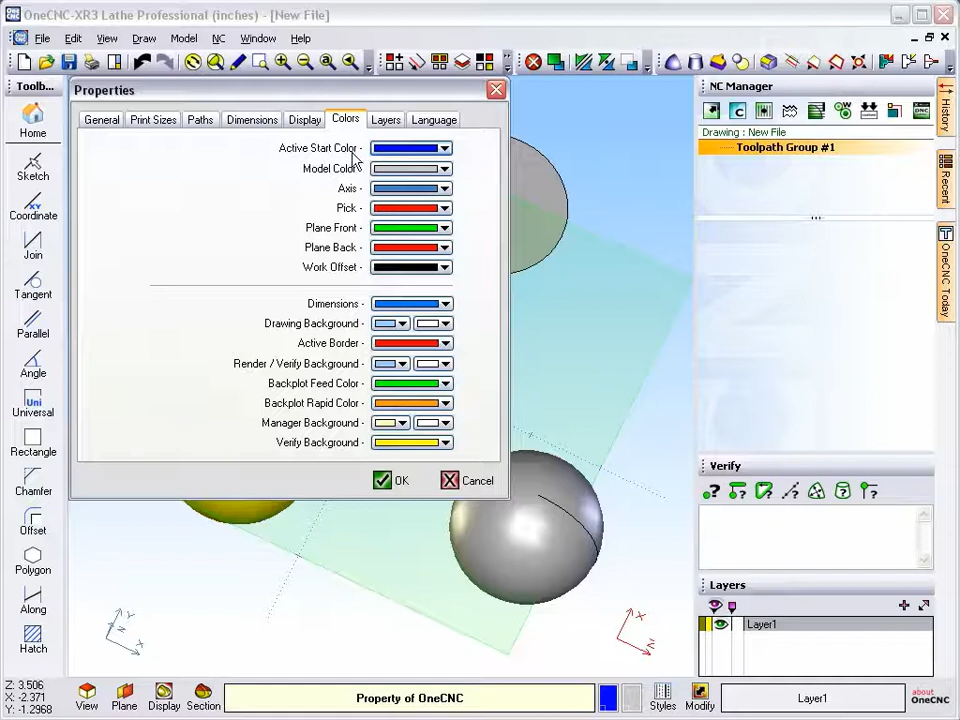 OneCNC-XR3 Lathe Professional (inches) - [New File]
File Edit View Draw Model NC Window Help
Toolb...
Home
Sketch
XY
Coordinate
Join
Tangent
Parallel
Angle
Uni
Universal
Rectangle
Chamfer
Offset
Polygon
Along
Hatch
Properties
General Print Sizes Paths Dimensions Display Colors Layers Language
Active Start Color -
Model Color -
Axis -
Pick -
Plane Front -
Plane Back -
Work Offset -
Dimensions -
Drawing Background -
Active Border -
Render / Verify Background -
Backplot Feed Color -
Backplot Rapid Color -
Manager Background -
Verify Background -
OK Cancel
NC Manager
Drawing : New File
Toolpath Group #1
Verify
Layers
Layer1
History
Recent
OneCNC Today
Y
Z
X
X
Z
Z: 3.506
X: -2.371
Y: -1.2968
View Plane Display Section
Property of OneCNC
Styles Modify
Layer1
about
OneCNC